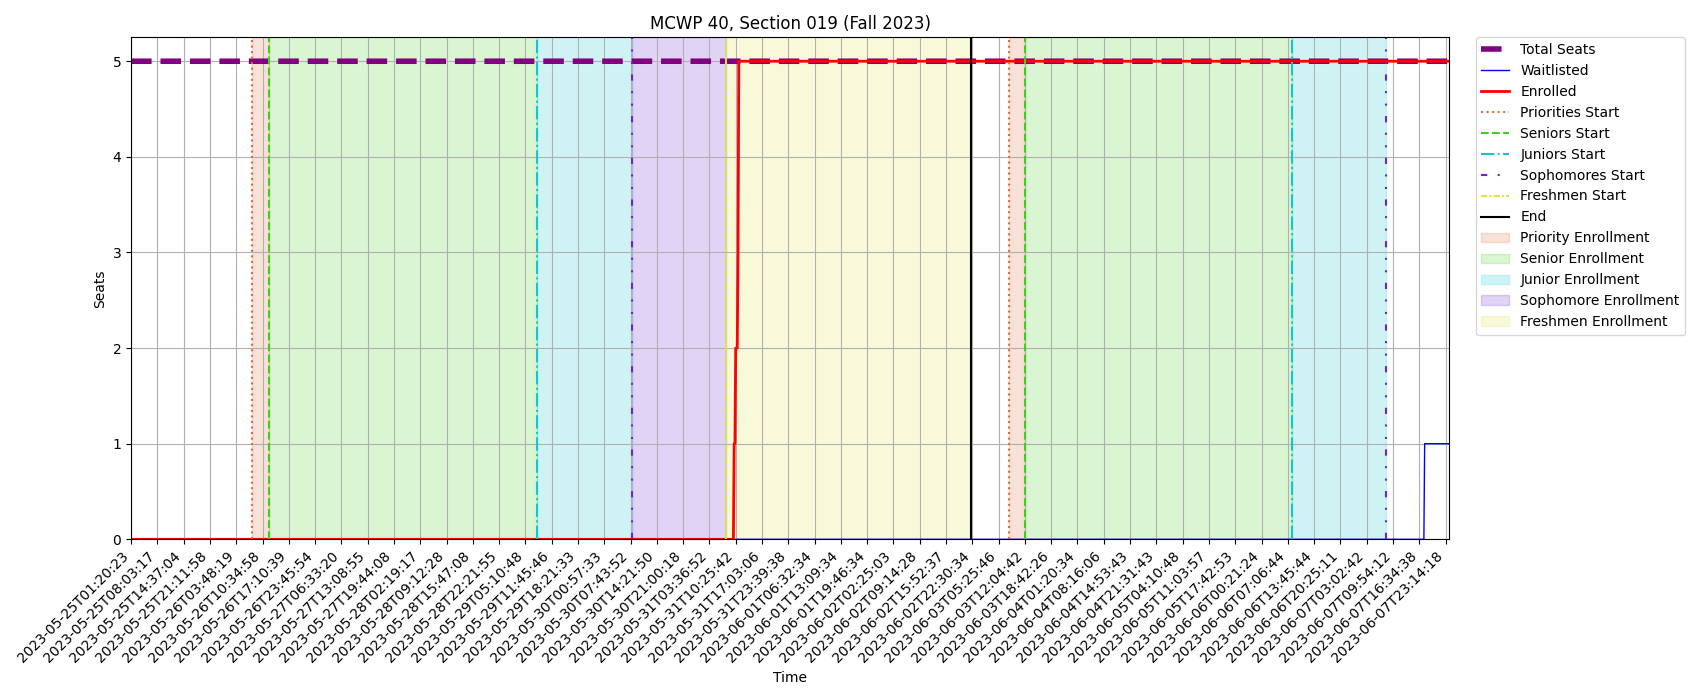 MCWP 40, Section 019 (Fall 2023)
Seats
5
4
3
2
1
0
2023-05-25T01:20:23
2023-05-25T08:03:17
2023-05-25T14:37:04
2023-05-25T21:11:58
2023-05-26T03:48:19
2023-05-26T10:34:58
2023-05-26T17:10:39
2023-05-26T23:45:54
2023-05-27T06:33:20
2023-05-27T13:08:55
2023-05-27T19:44:08
2023-05-28T02:19:17
2023-05-28T09:12:28
2023-05-28T15:47:08
2023-05-28T22:21:55
2023-05-29T05:10:48
2023-05-29T11:45:46
2023-05-29T18:21:33
2023-05-30T00:57:33
2023-05-30T07:43:52
2023-05-30T14:21:50
2023-05-30T21:00:18
2023-05-31T03:36:52
2023-05-31T10:25:42
2023-05-31T17:03:06
2023-05-31T23:39:38
2023-06-01T06:32:34
2023-06-01T13:09:34
2023-06-01T19:46:34
2023-06-02T02:25:03
2023-06-02T09:14:28
2023-06-02T15:52:37
2023-06-02T22:30:34
2023-06-03T05:25:46
2023-06-03T12:04:42
2023-06-03T18:42:26
2023-06-04T01:20:34
2023-06-04T08:16:06
2023-06-04T14:53:43
2023-06-04T21:31:43
2023-06-05T04:10:48
2023-06-05T11:03:57
2023-06-05T17:42:53
2023-06-06T00:21:24
2023-06-06T07:06:44
2023-06-06T13:45:44
2023-06-06T20:25:11
2023-06-07T03:02:42
2023-06-07T09:54:12
2023-06-07T16:34:38
2023-06-07T23:14:18
Time
Total Seats
Waitlisted
Enrolled
Priorities Start
Seniors Start
Juniors Start
Sophomores Start
Freshmen Start
End
Priority Enrollment
Senior Enrollment
Junior Enrollment
Sophomore Enrollment
Freshmen Enrollment